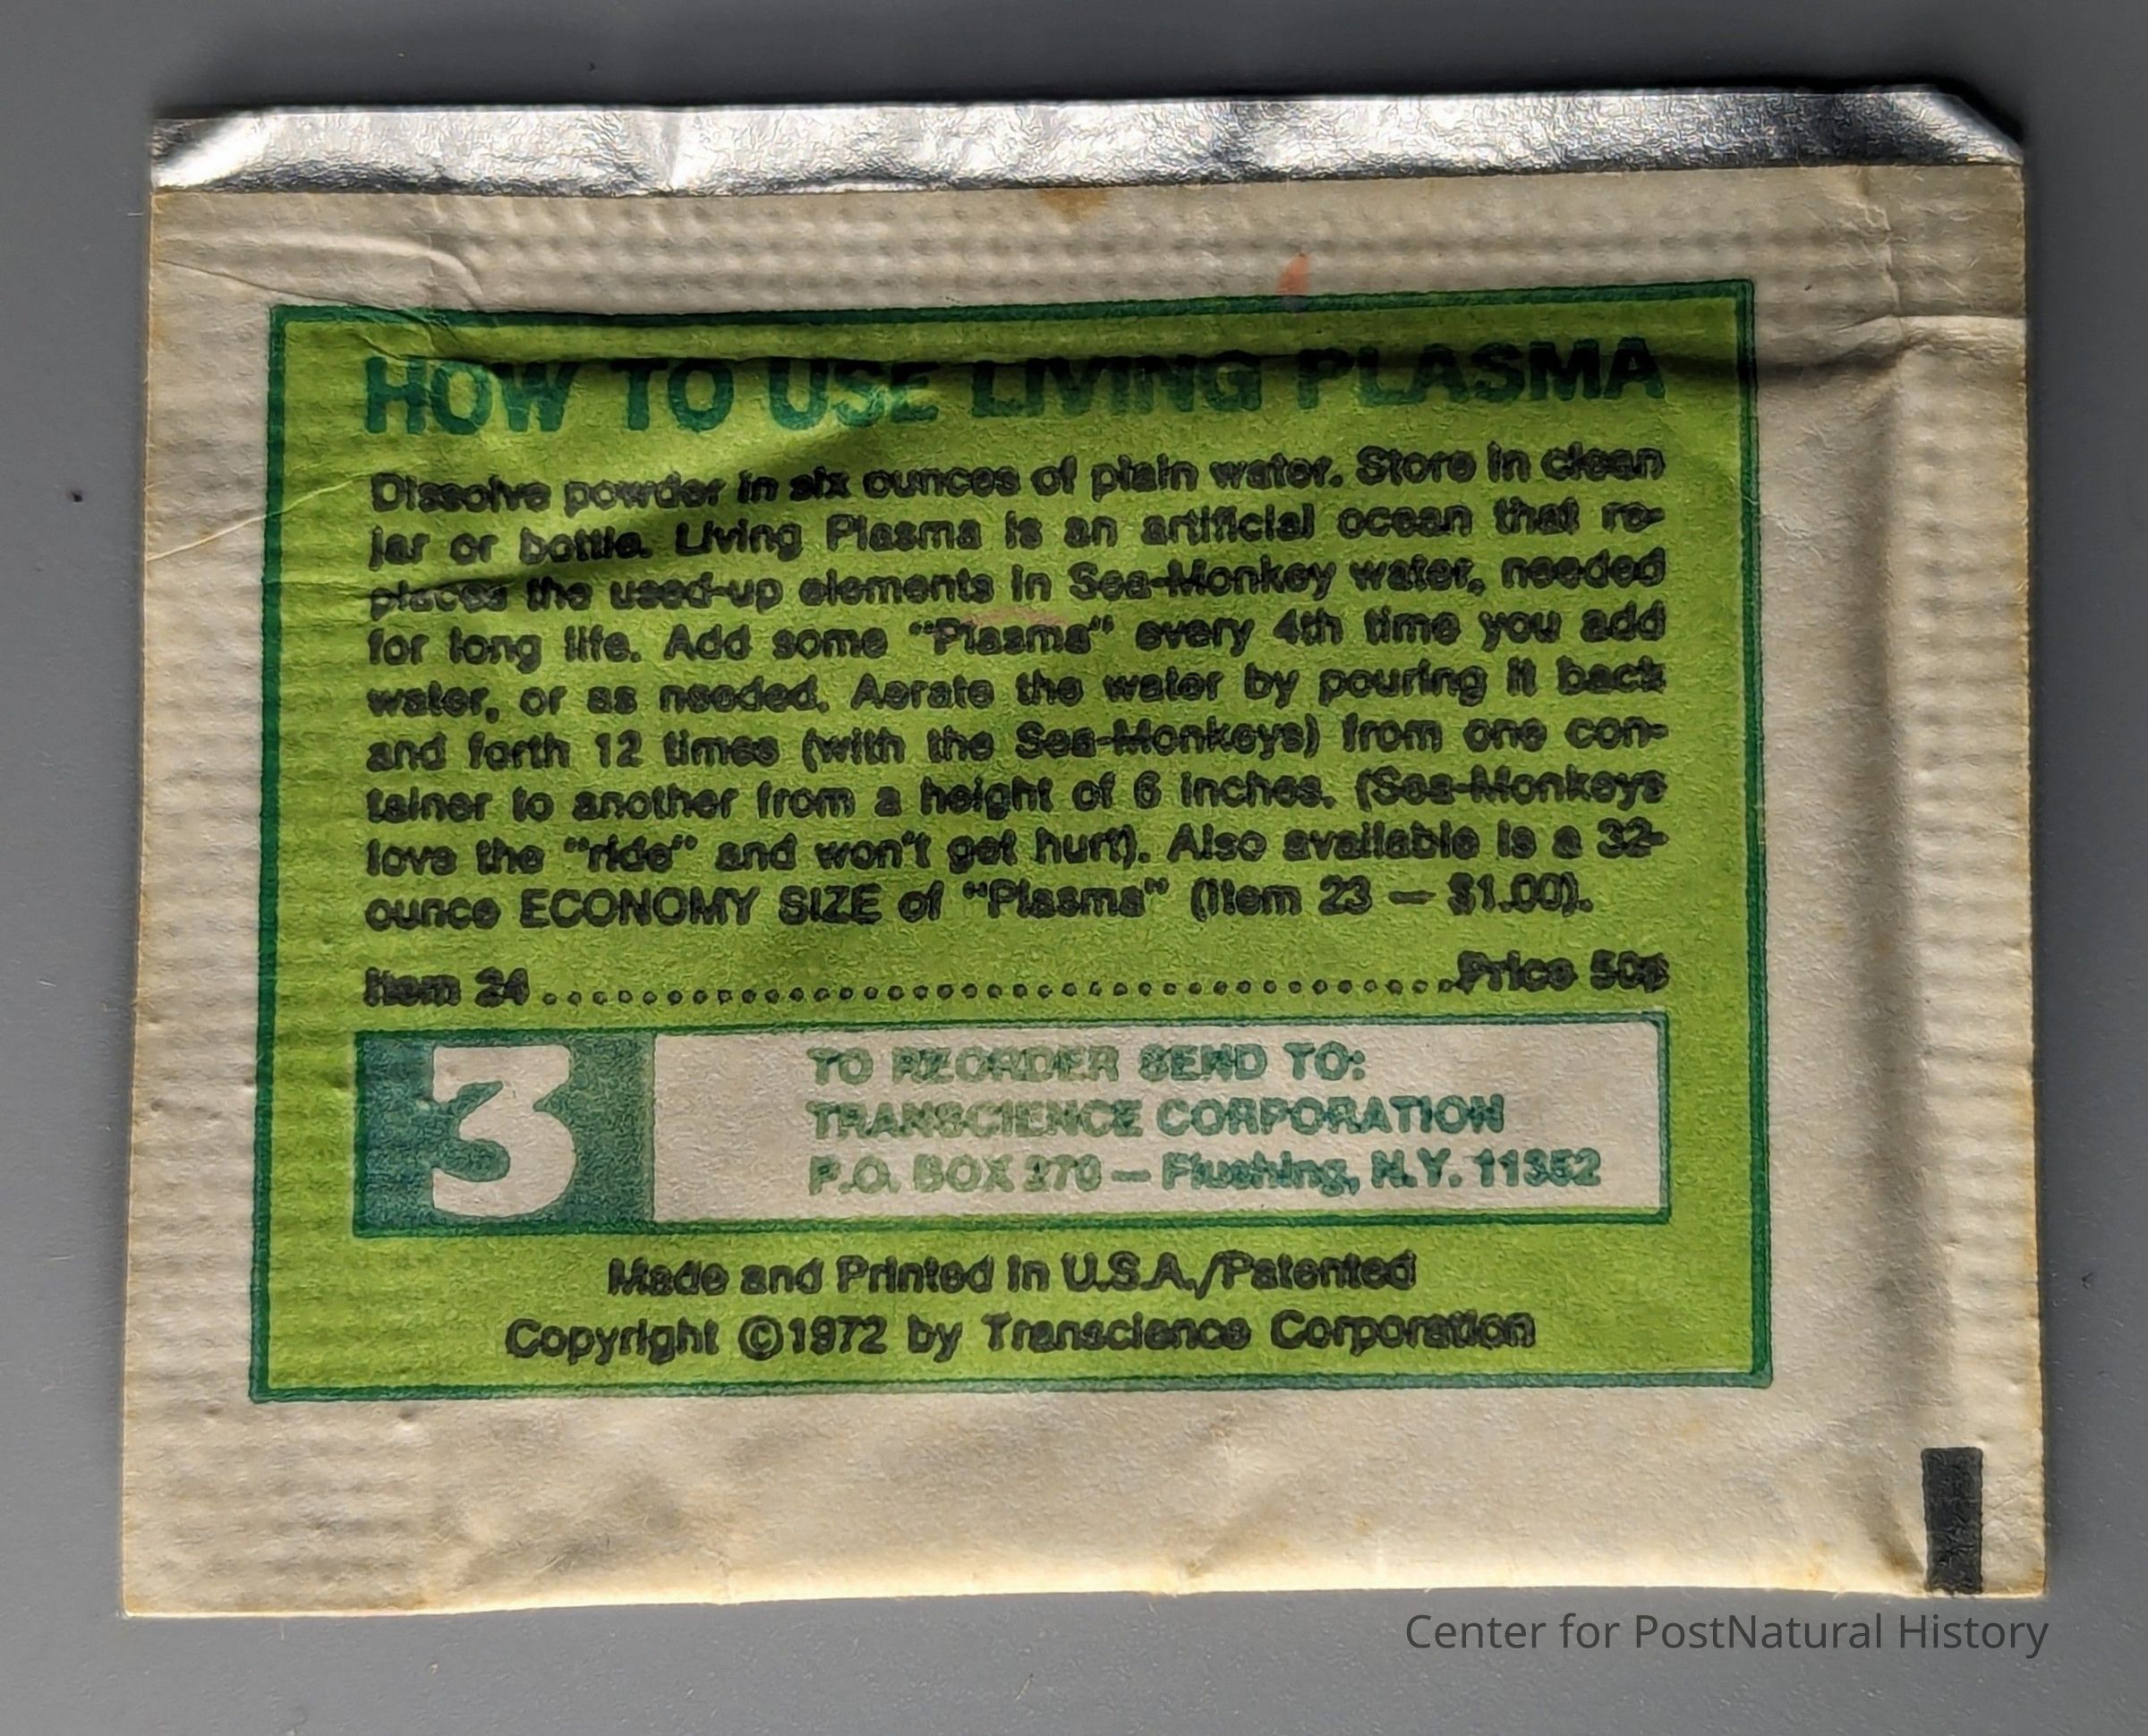 HOW TO USE LIVING PLASMA
Dissolve powder in six ounces of plain water. Store in clean
jar or bottle. Living Plasma is an artificial ocean that re-
places the used-up elements in Sea-Monkey water, needed
for long life. Add some "Plasma" every 4th time you add
water, or as needed. Aerate the water by pouring it back
and forth 12 times (with the Sea-Monkeys) from one con-
tainer to another from a height of 6 inches. (Sea-Monkeys
love the "ride" and won't get hurt). Also available is a 32-
ounce ECONOMY SIZE of "Plasma" (Item 23 — $1.00).
Item 24 ............................................Price 50¢
3
TO REORDER SEND TO:
TRANSCIENCE CORPORATION
P.O. BOX 270 — Flushing, N.Y. 11352
Made and Printed in U.S.A./Patented
Copyright ©1972 by Transcience Corporation
Center for PostNatural History